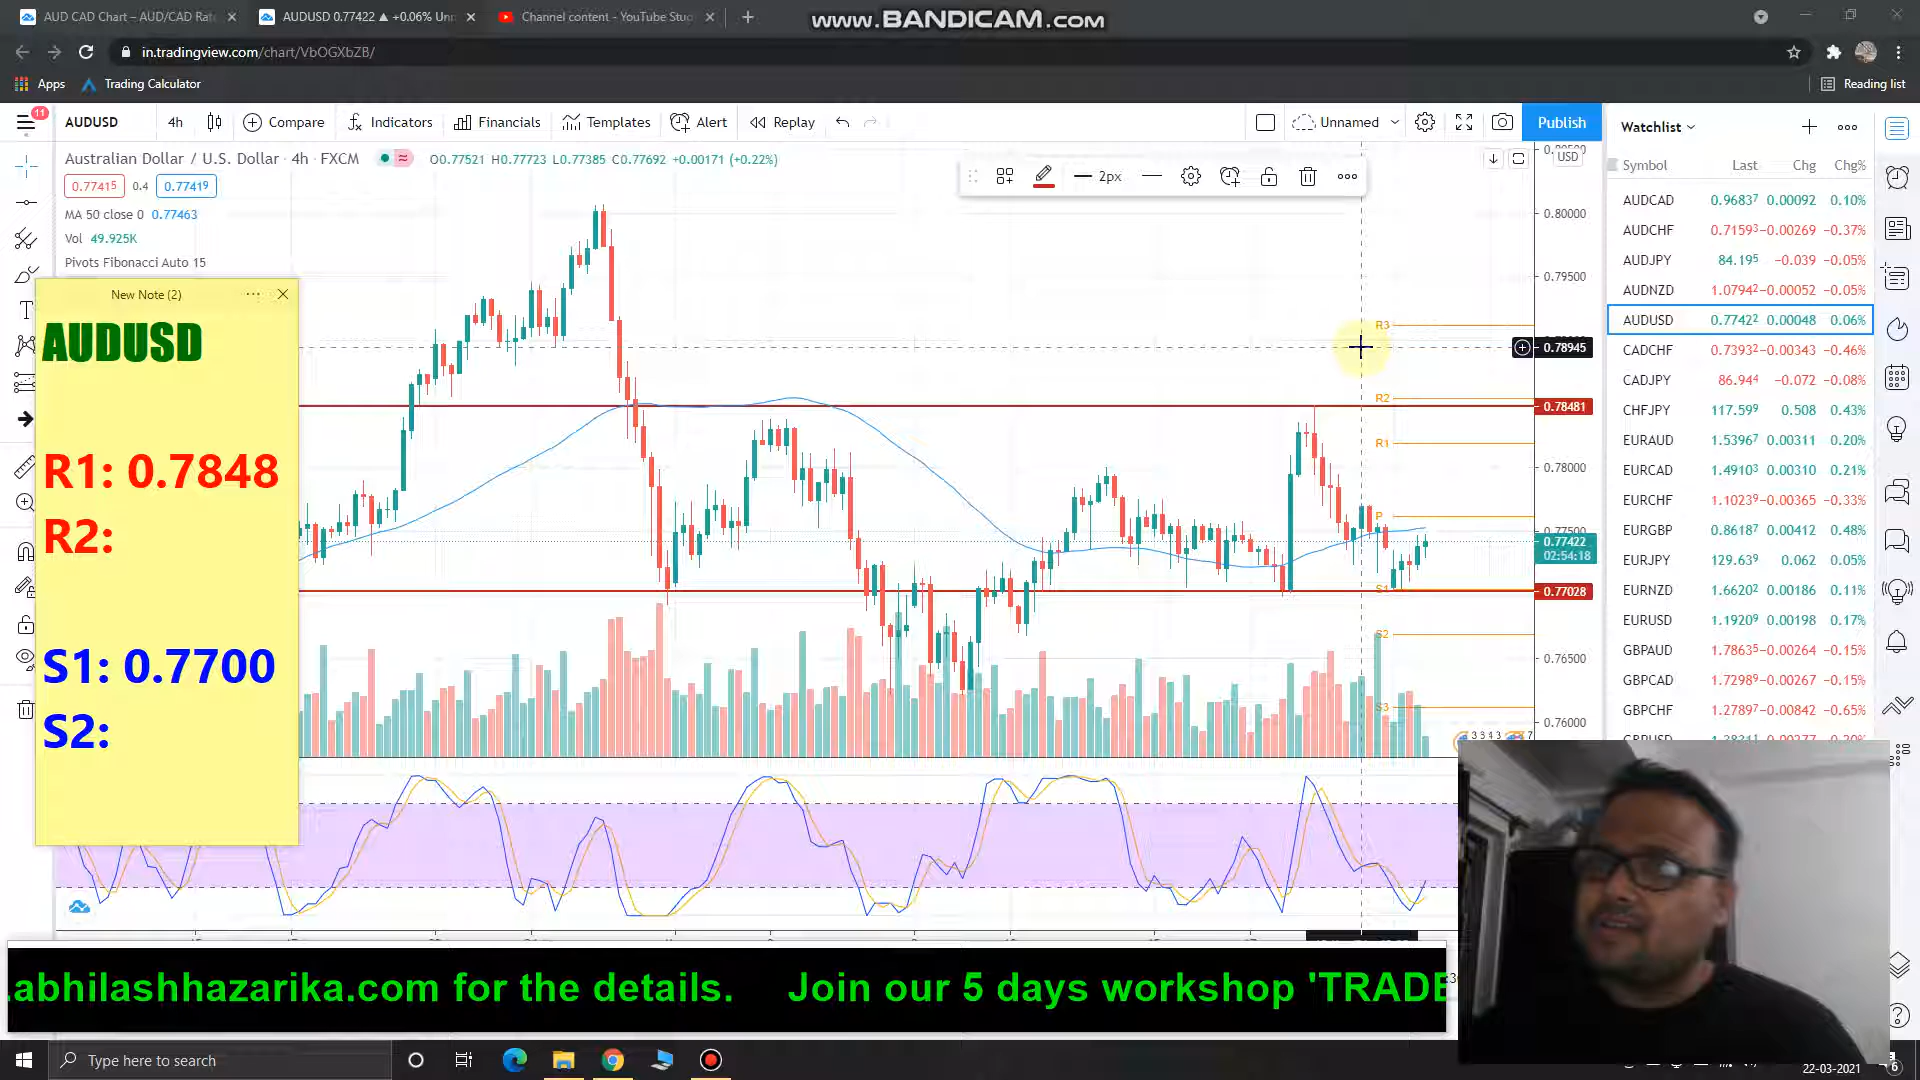 AUD CAD Chart – AUD/CAD Rat
AUDUSD 0.77422 ▲ +0.06% Un
Channel content - YouTube Stu
www.BANDICAM.com
in.tradingview.com/chart/VbOGXbZB/
Apps
Trading Calculator
Reading list
11
AUDUSD
4h
Compare
Indicators
Financials
Templates
Alert
Replay
Unnamed
Publish
Australian Dollar / U.S. Dollar · 4h · FXCM
O0.77521 H0.77723 L0.77385 C0.77692 +0.00171 (+0.22%)
0.77415
0.4
0.77419
MA 50 close 0 0.77463
Vol 49.925K
Pivots Fibonacci Auto 15
2px
USD
New Note (2)
AUDUSD
R1: 0.7848
R2:
S1: 0.7700
S2:
R3
R2
R1
P
S1
S2
S3
0.80000
0.79500
0.78945
0.78481
0.78000
0.77500
0.77422
02:54:18
0.77028
0.76500
0.76000
Watchlist
Symbol Last Chg Chg%
AUDCAD 0.96837 0.00092 0.10%
AUDCHF 0.71593 −0.00269 −0.37%
AUDJPY 84.195 −0.039 −0.05%
AUDNZD 1.07942 −0.00052 −0.05%
AUDUSD 0.77422 0.00048 0.06%
CADCHF 0.73932 −0.00343 −0.46%
CADJPY 86.944 −0.072 −0.08%
CHFJPY 117.599 0.508 0.43%
EURAUD 1.53967 0.00311 0.20%
EURCAD 1.49103 0.00310 0.21%
EURCHF 1.10239 −0.00365 −0.33%
EURGBP 0.86187 0.00412 0.48%
EURJPY 129.639 0.062 0.05%
EURNZD 1.66202 0.00186 0.11%
EURUSD 1.19209 0.00198 0.17%
GBPAUD 1.78635 −0.00264 −0.15%
GBPCAD 1.72989 −0.00267 −0.15%
GBPCHF 1.27897 −0.00842 −0.65%
.abhilashhazarika.com for the details. Join our 5 days workshop 'TRADE
Type here to search
22-03-2021
6